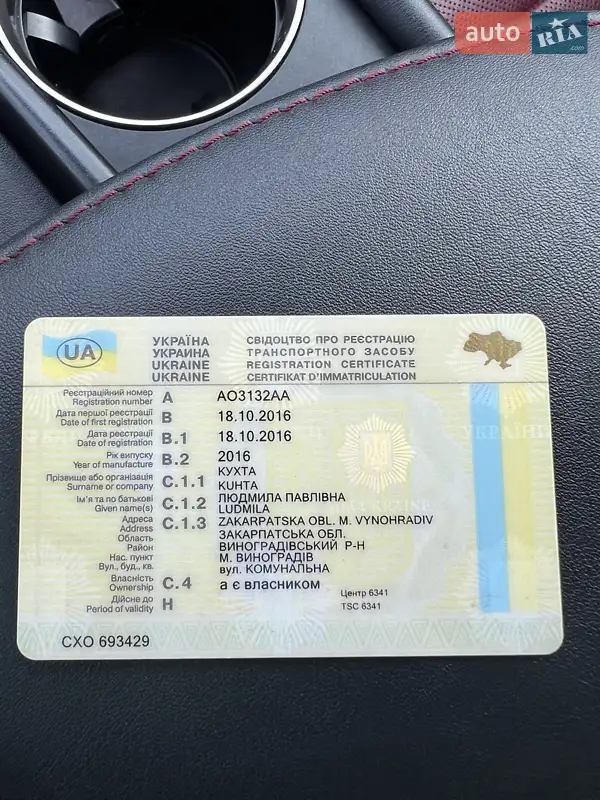 auto RIA.com
UA
УКРАЇНА СВІДОЦТВО ПРО РЕЄСТРАЦІЮ
УКРАИНА ТРАНСПОРТНОГО ЗАСОБУ
UKRAINE REGISTRATION CERTIFICATE
UKRAINE CERTIFIKAT D'IMMATRICULATION
Реєстраційний номер A AO3132AA
Registration number
Дата першої реєстрації B 18.10.2016
Date of first registration
Дата реєстрації B.1 18.10.2016
Date of registration
Рік випуску B.2 2016
Year of manufacture
Прізвище або організація C.1.1 КУХТА
Surname or company KUHTA
Ім'я та по батькові C.1.2 ЛЮДМИЛА ПАВЛІВНА
Given name(s) LUDMILA
Адреса C.1.3 ZAKARPATSKA OBL. M. VYNOHRADIV
Address ЗАКАРПАТСЬКА ОБЛ.
Область
Район ВИНОГРАДІВСЬКИЙ Р-Н
Нас. пункт М. ВИНОГРАДІВ
Вул., буд., кв. вул. КОМУНАЛЬНА
Власність C.4 а є власником
Ownership
Центр 6341
Дійсне до H
Period of validity TSC 6341
CXO 693429